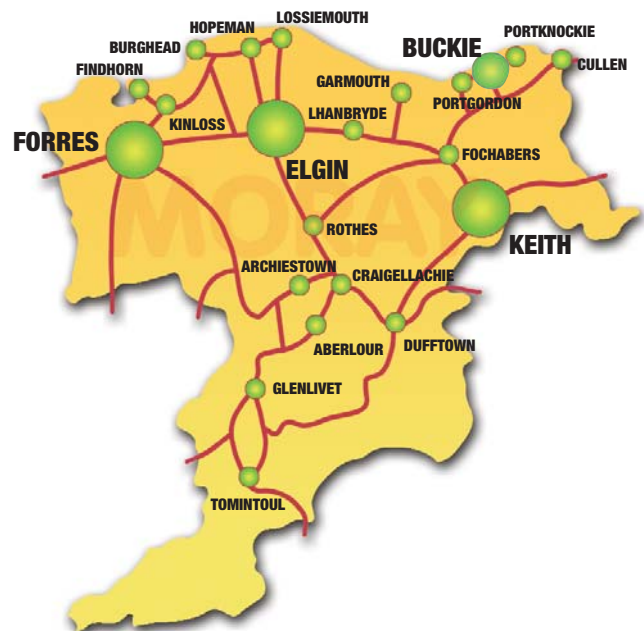 LOSSIEMOUTH
HOPEMAN
PORTKNOCKIE
BURGHEAD
BUCKIE
CULLEN
FINDHORN
GARMOUTH
PORTGORDON
LHANBRYDE
KINLOSS
FORRES
ELGIN
FOCHABERS
MORAY
ROTHES
KEITH
ARCHIESTOWN
CRAIGELLACHIE
ABERLOUR
DUFFTOWN
GLENLIVET
TOMINTOUL